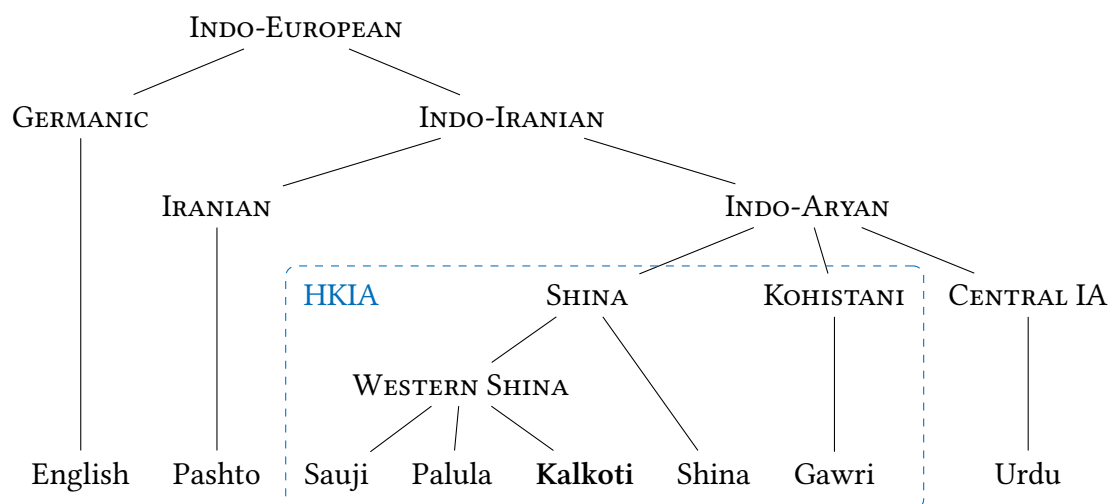 Indo-European
Germanic Indo-Iranian
Iranian Indo-Aryan
HKIA Shina Kohistani Central IA
Western Shina
English Pashto Sauji Palula Kalkoti Shina Gawri Urdu